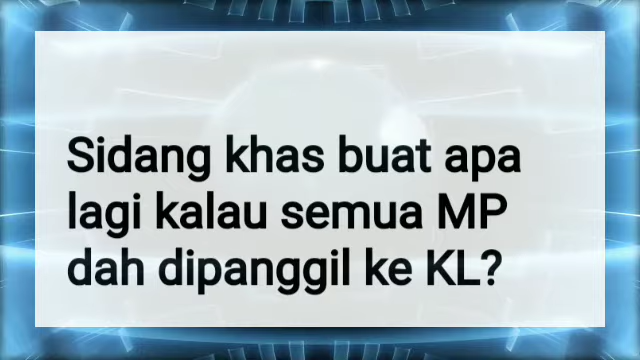 Sidang khas buat apa
lagi kalau semua MP
dah dipanggil ke KL?